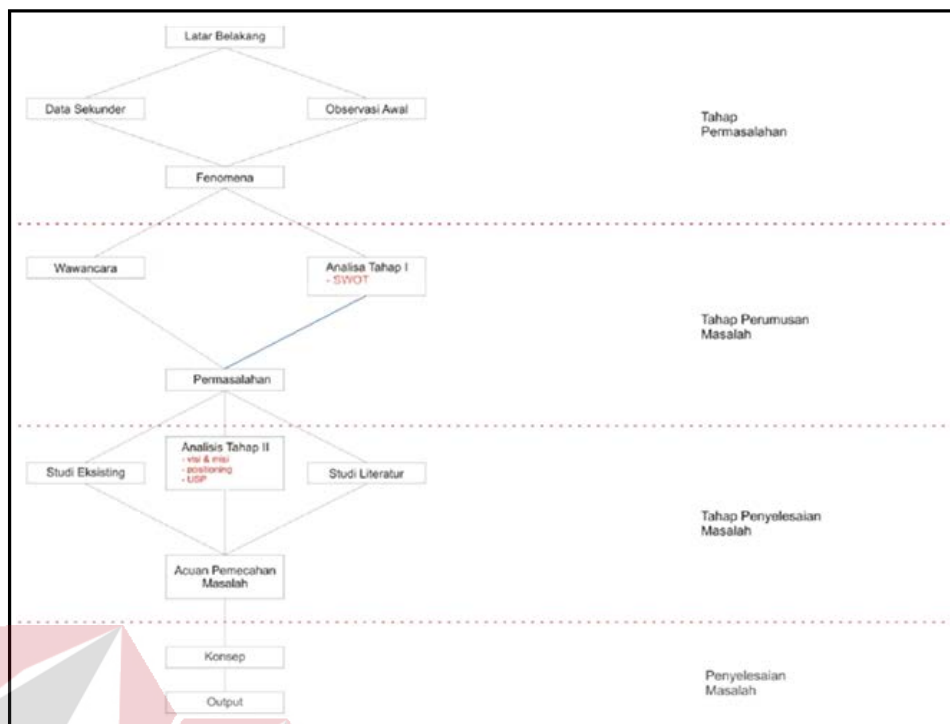 Latar Belakang
Data Sekunder
Observasi Awal
Tahap
Permasalahan
Fenomena
Wawancara
Analisa Tahap I
- SWOT
Tahap Perumusan
Masalah
Permasalahan
Studi Eksisting
Analisis Tahap II
- visi & misi
- positioning
- USP
Studi Literatur
Tahap Penyelesaian
Masalah
Acuan Pemecahan
Masalah
Konsep
Penyelesaian
Masalah
Output